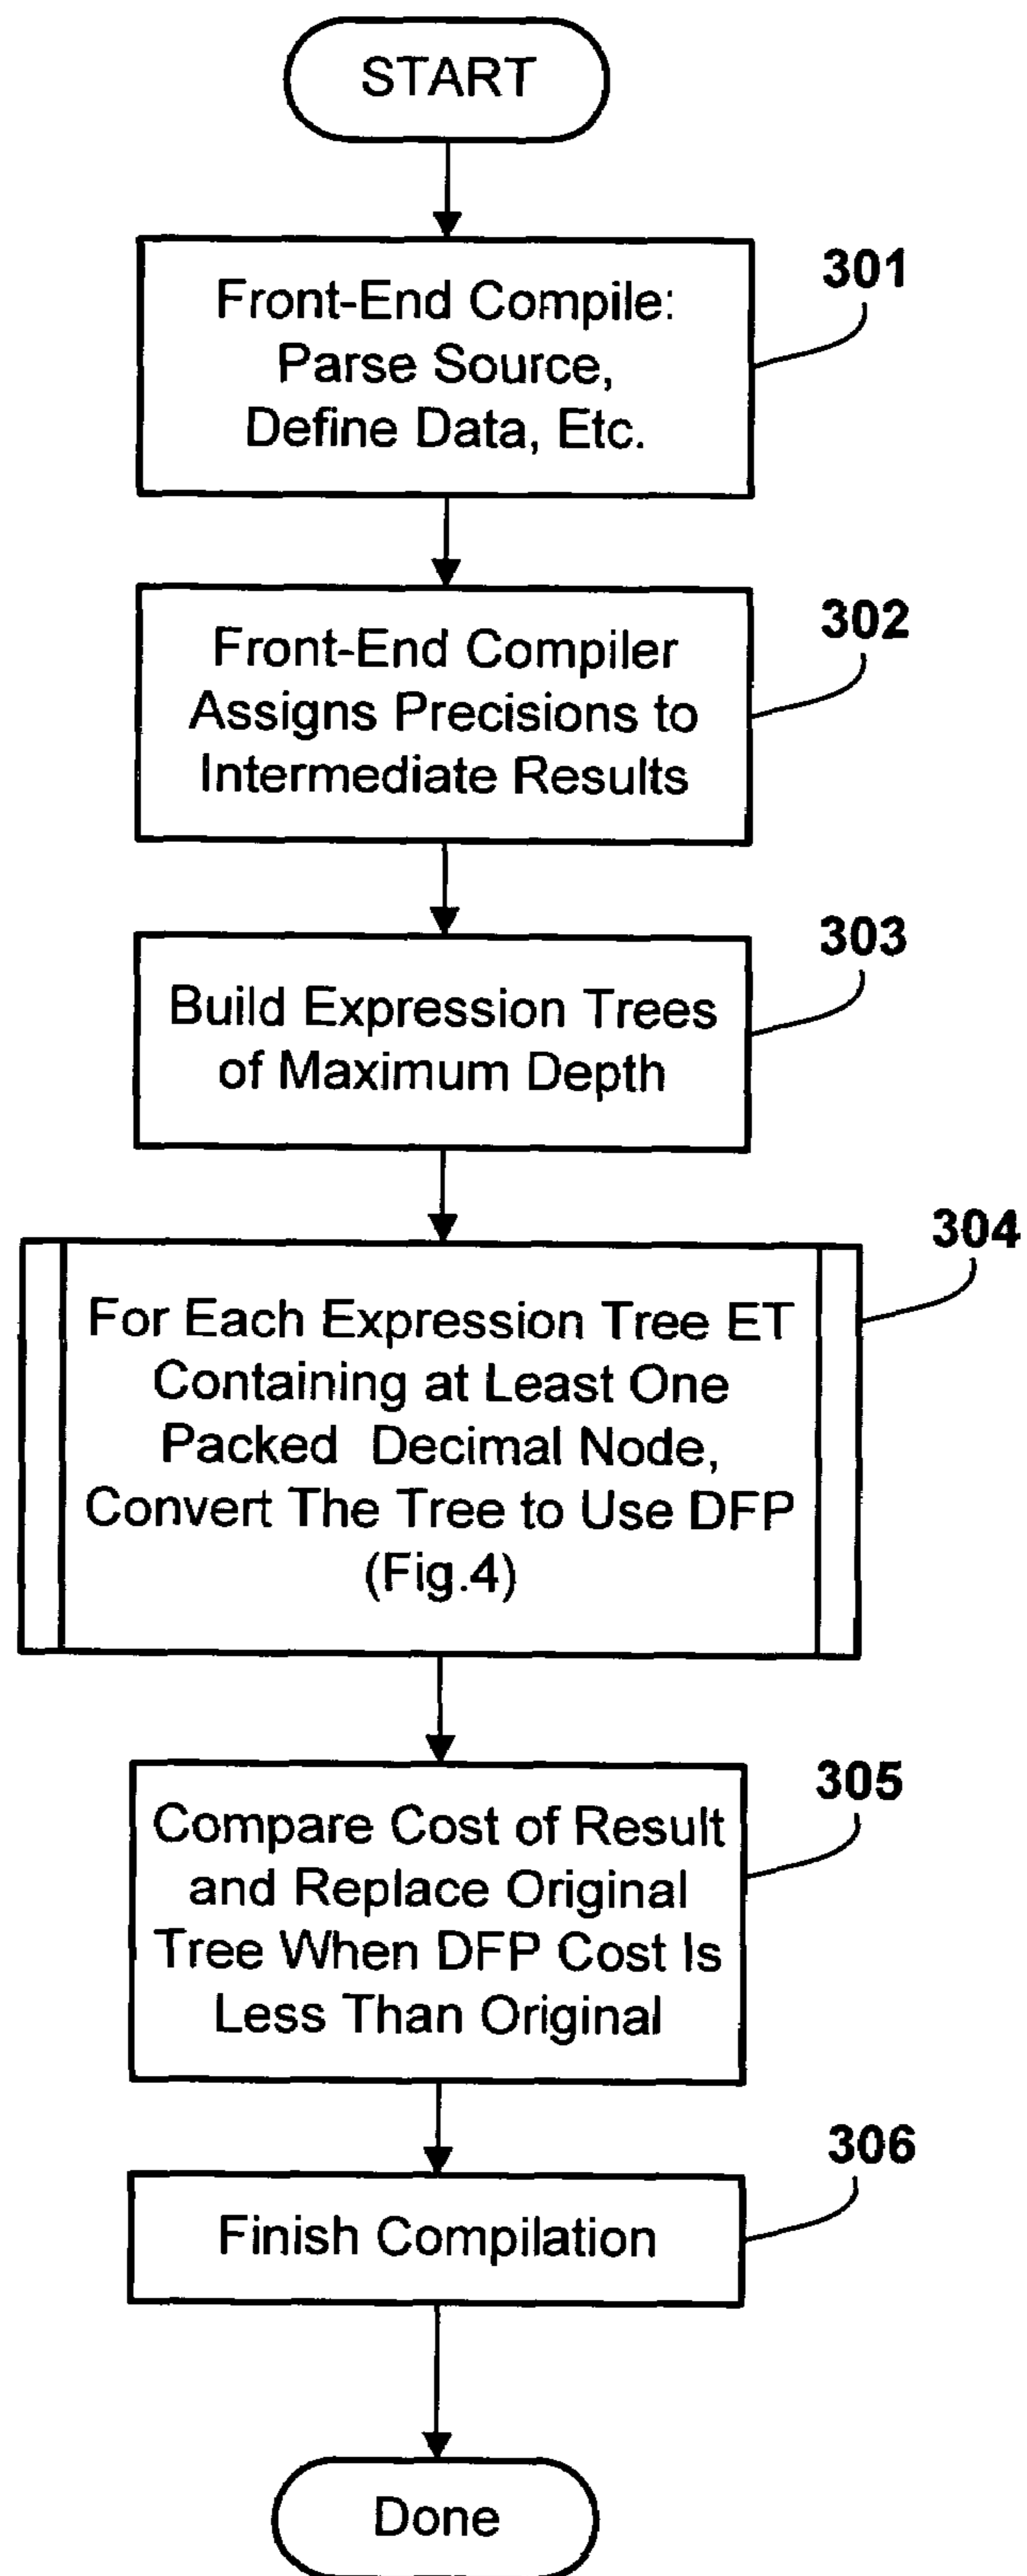 START
301
Front-End Compile:
Parse Source,
Define Data, Etc.
302
Front-End Compiler
Assigns Precisions to
Intermediate Results
303
Build Expression Trees
of Maximum Depth
304
For Each Expression Tree ET
Containing at Least One
Packed Decimal Node,
Convert The Tree to Use DFP
(Fig.4)
305
Compare Cost of Result
and Replace Original
Tree When DFP Cost Is
Less Than Original
306
Finish Compilation
Done